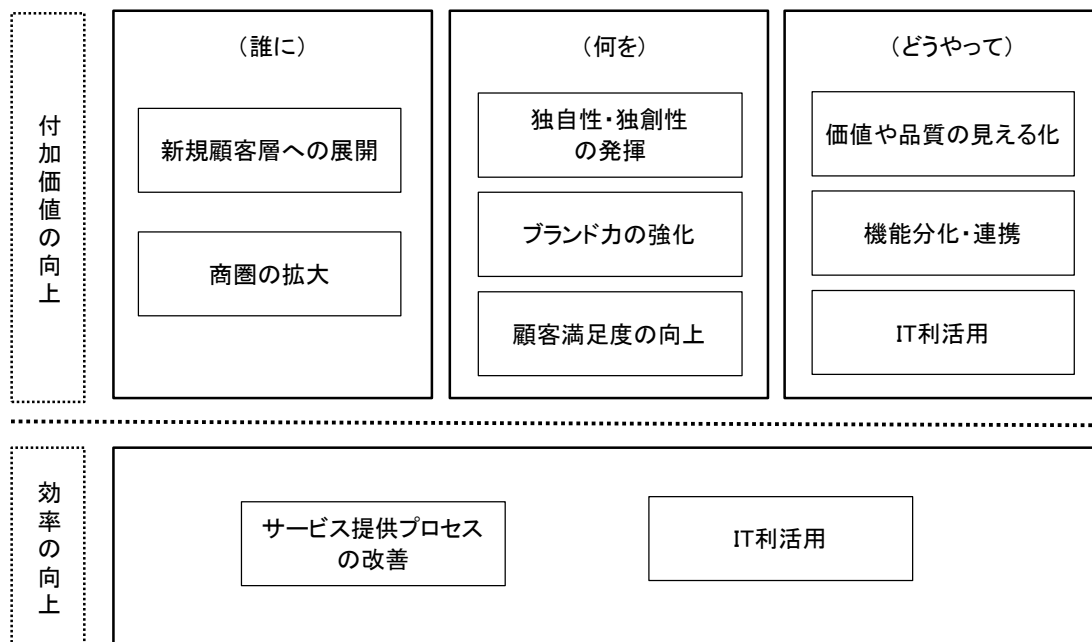 付加価値の向上
（誰に）
新規顧客層への展開
商圏の拡大
（何を）
独自性・独創性
の発揮
ブランド力の強化
顧客満足度の向上
（どうやって）
価値や品質の見える化
機能分化・連携
IT利活用
効率の向上
サービス提供プロセス
の改善
IT利活用